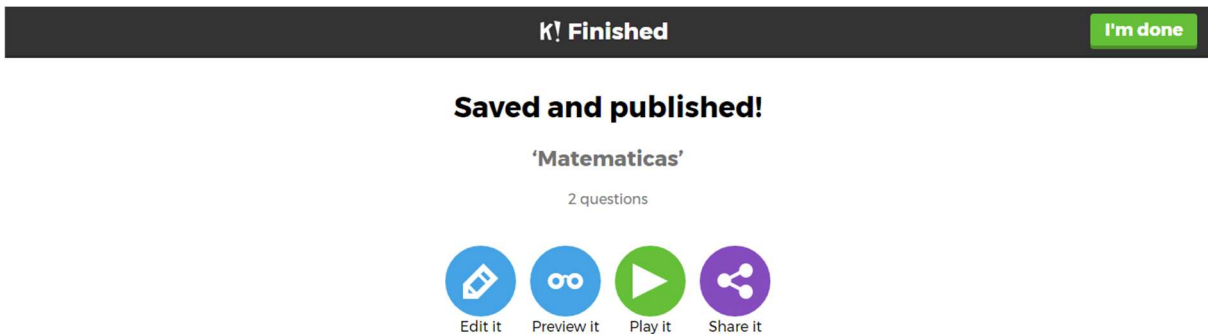 K! Finished
I'm done
Saved and published!
‘Matematicas’
2 questions
Edit it Preview it Play it Share it